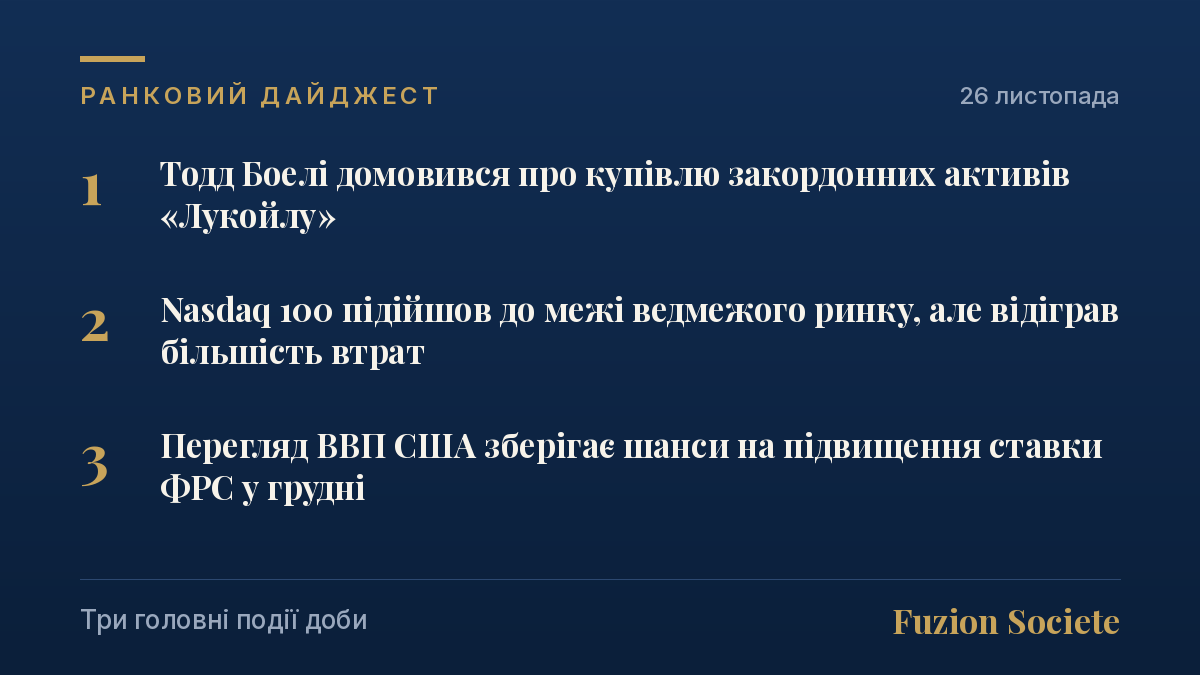 РАНКОВИЙ ДАЙДЖЕСТ
26 листопада
1
Тодд Боелі домовився про купівлю закордонних активів
«Лукойлу»
2
Nasdaq 100 підійшов до межі ведмежого ринку, але відіграв
більшість втрат
3
Перегляд ВВП США зберігає шанси на підвищення ставки
ФРС у грудні
Три головні події доби
Fuzion Societe